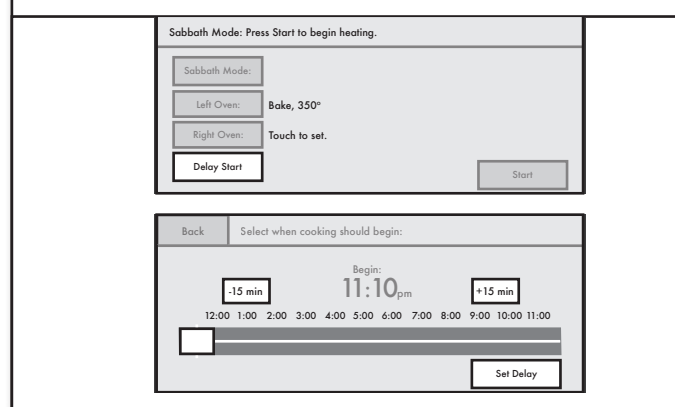 Sabbath Mode: Press Start to begin heating.
Sabbath Mode:
Left Oven: Bake, 350°
Right Oven: Touch to set.
Delay Start
Start
Back Select when cooking should begin:
Begin:
-15 min 11:10pm +15 min
12:00 1:00 2:00 3:00 4:00 5:00 6:00 7:00 8:00 9:00 10:00 11:00
Set Delay